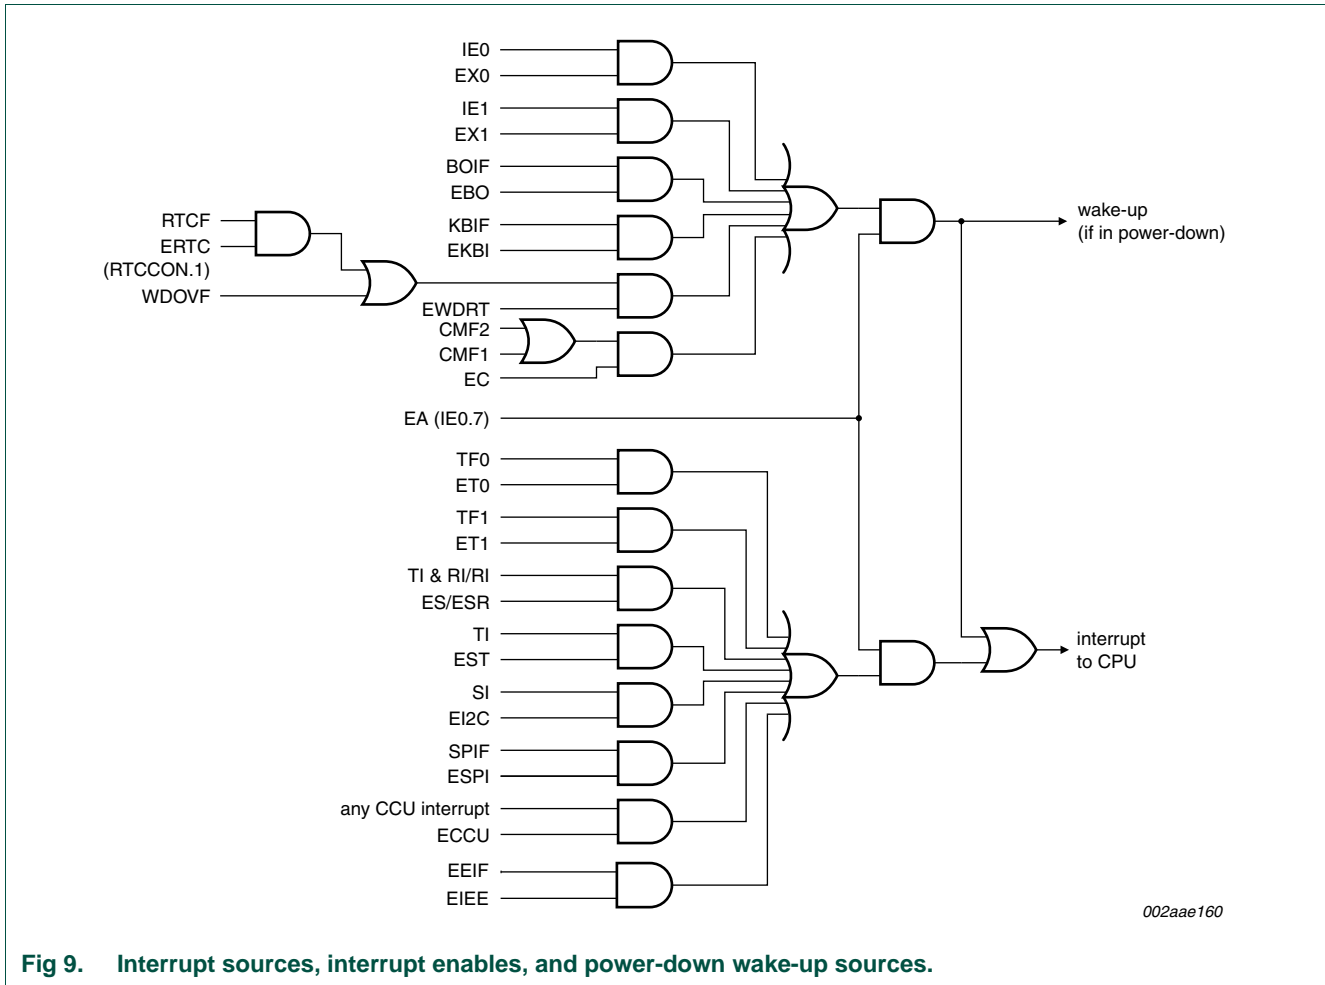 IE0
EX0
IE1
EX1
BOIF
EBO
RTCF
ERTC
(RTCCON.1)
WDOVF
KBIF
EKBI
EWDRT
CMF2
CMF1
EC
wake-up
(if in power-down)
EA (IE0.7)
TF0
ET0
TF1
ET1
TI & RI/RI
ES/ESR
TI
EST
SI
EI2C
SPIF
ESPI
any CCU interrupt
ECCU
EEIF
EIEE
interrupt
to CPU
002aae160
Fig 9. Interrupt sources, interrupt enables, and power-down wake-up sources.